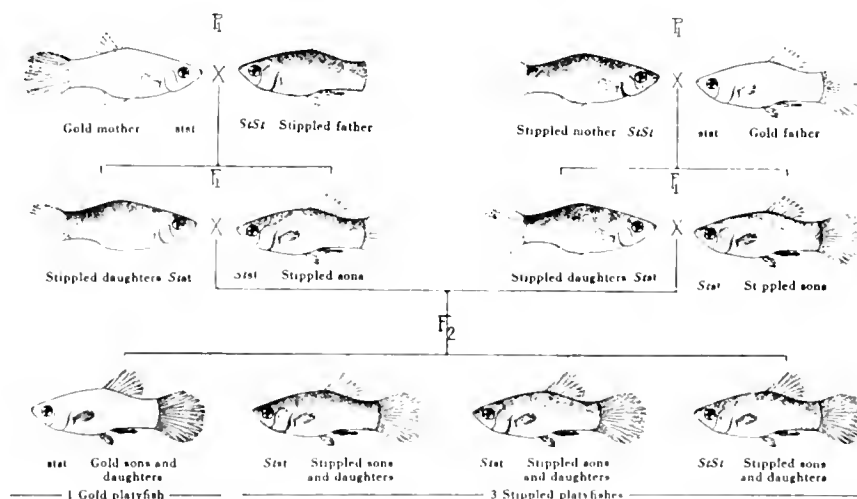 P1 P1
Gold mother stst StSt Stippled father Stippled mother StSt stst Gold father
F1 F1
Stippled daughters Stst Stst Stippled sons Stippled daughters Stst Stst St ppled sons
F2
stst Gold sons and daughters Stst Stippled sons and daughters Stst Stippled sons and daughters StSt Stippled sons and daughters
1 Gold platyfish 3 Stippled platyfishes